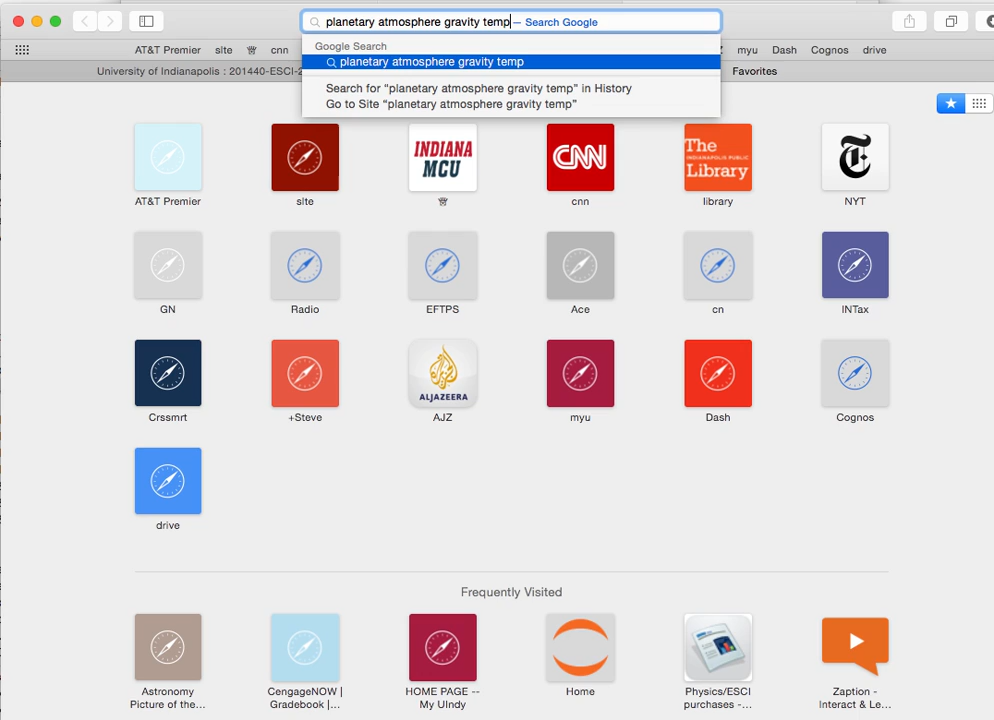 planetary atmosphere gravity temp — Search Google
Google Search
planetary atmosphere gravity temp
Search for “planetary atmosphere gravity temp” in History
Go to Site “planetary atmosphere gravity temp”
AT&T Premier slte cnn myu Dash Cognos drive
University of Indianapolis : 201440-ESCI-2 Favorites
INDIANA
MCU
CNN
The
INDIANAPOLIS PUBLIC
Library
AT&T Premier slte cnn library NYT
GN Radio EFTPS Ace cn INTax
ALJAZEERA
Crssmrt +Steve AJZ myu Dash Cognos
drive
Frequently Visited
Astronomy
Picture of the...
CengageNOW |
Gradebook |...
HOME PAGE --
My UIndy
Home
Physics/ESCI
purchases -...
Zaption -
Interact & Le...